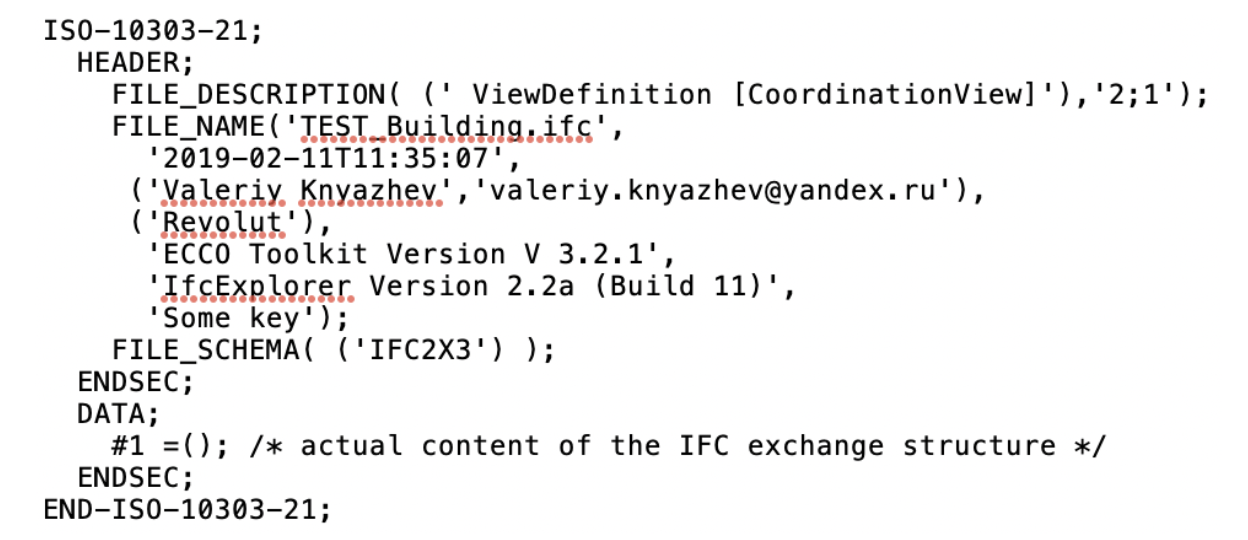 ISO-10303-21;
HEADER;
FILE_DESCRIPTION( (' ViewDefinition [CoordinationView]'),'2;1');
FILE_NAME('TEST_Building.ifc',
'2019-02-11T11:35:07',
('Valeriy Knyazhev','valeriy.knyazhev@yandex.ru'),
('Revolut'),
'ECCO Toolkit Version V 3.2.1',
'IfcExplorer Version 2.2a (Build 11)',
'Some key');
FILE_SCHEMA( ('IFC2X3') );
ENDSEC;
DATA;
#1 =(); /* actual content of the IFC exchange structure */
ENDSEC;
END-ISO-10303-21;